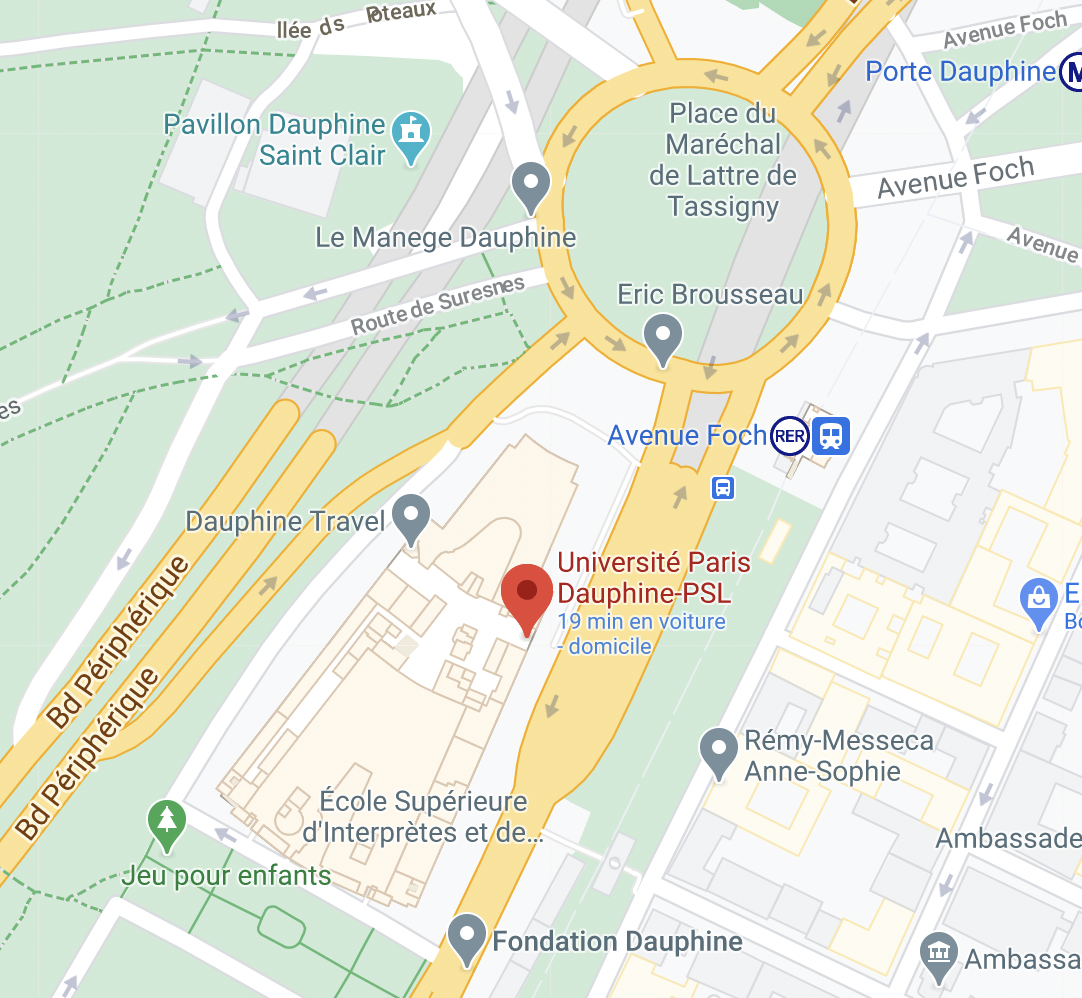 llée ds Poteaux
Avenue Foch
Porte Dauphine
M
Pavillon Dauphine
Saint Clair
Place du
Maréchal
de Lattre de
Tassigny
Avenue Foch
Le Manege Dauphine
Avenue
Route de Suresnes
Eric Brousseau
es
Avenue Foch
RER
Dauphine Travel
Université Paris
Dauphine-PSL
19 min en voiture
- domicile
E
Bo
Bd Périphérique
Bd Périphérique
Rémy-Messeca
Anne-Sophie
École Supérieure
d'Interprètes et de...
Ambassade
Jeu pour enfants
Fondation Dauphine
Ambassa